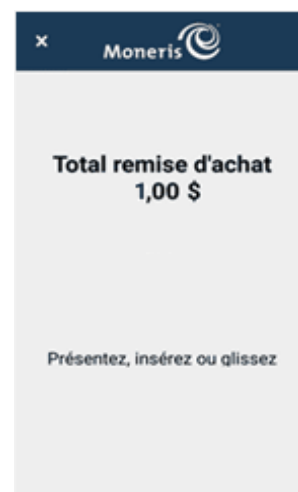 ×
Moneris
Total remise d'achat
1,00 $
Présentez, insérez ou glissez